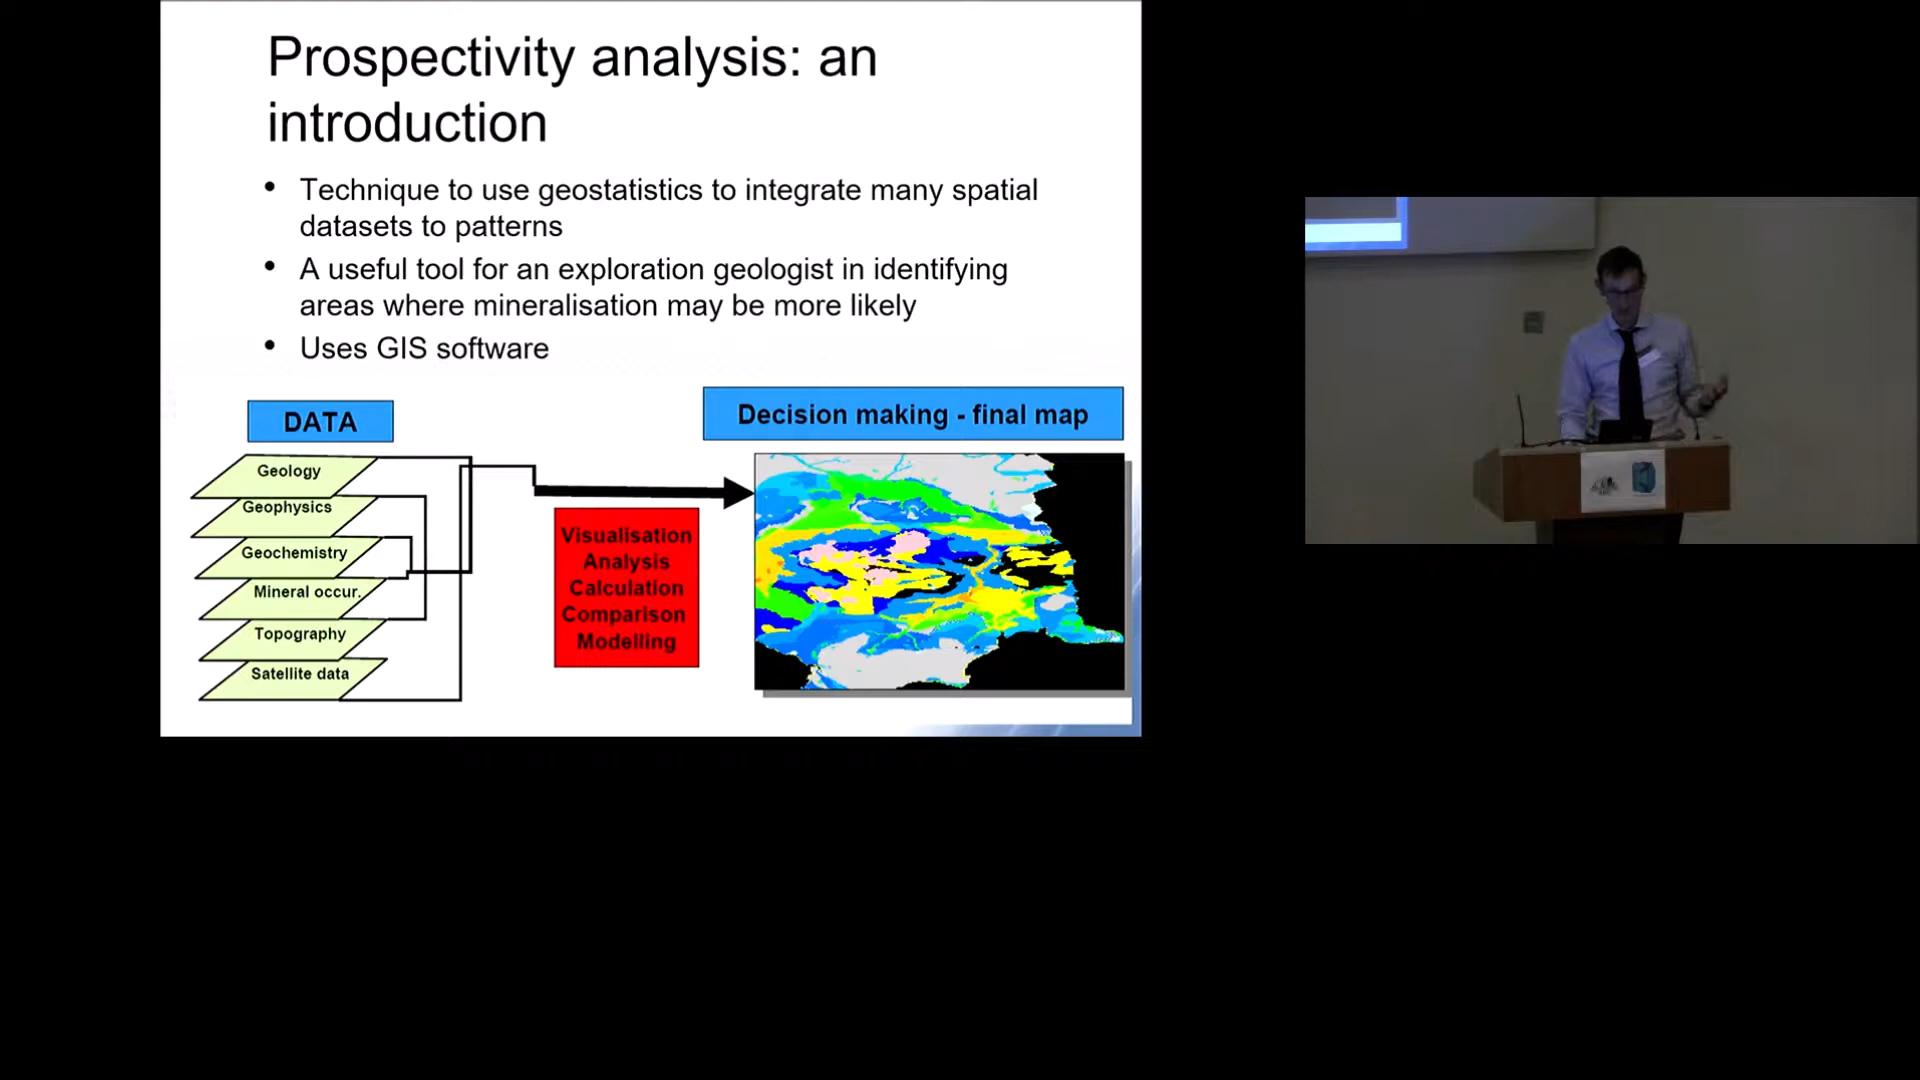 Prospectivity analysis: an
introduction
• Technique to use geostatistics to integrate many spatial
datasets to patterns
• A useful tool for an exploration geologist in identifying
areas where mineralisation may be more likely
• Uses GIS software
DATA
Geology
Geophysics
Geochemistry
Mineral occur.
Topography
Satellite data
Visualisation
Analysis
Calculation
Comparison
Modelling
Decision making - final map